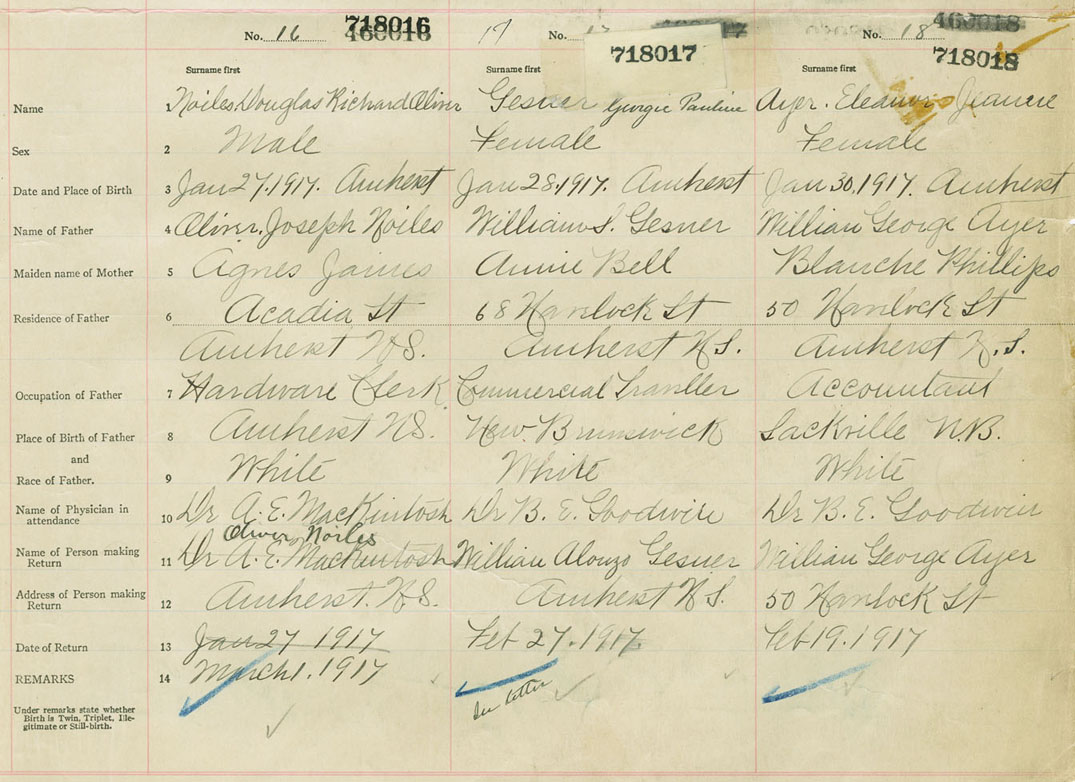 No. 16 718016 460016 17 No. 17 718017 No. 18 460018 718018
Surname first Surname first Surname first
Name 1 Noiles Douglas Richard Oliver Gesner Georgie Pauline Ayer. Eleanor Jeanne
Sex 2 Male Female Female
Date and Place of Birth 3 Jan 27, 1917. Amherst Jan 28, 1917. Amherst Jan 30, 1917. Amherst
Name of Father 4 Oliver. Joseph Noiles William S. Gesner William George Ayer
Maiden name of Mother 5 Agnes James Annie Bell Blanche Phillips
Residence of Father 6 Acadia St 68 Hamlock St 50 Hamlock St
Amherst N.S. Amherst N.S. Amherst N.S.
Occupation of Father 7 Hardware Clerk Commercial Traveller Accountant
Place of Birth of Father 8 Amherst N.S. New. Brunswick Sackville N.B.
and
Race of Father. 9 White White White
Name of Physician in
attendance 10 Dr A. E. MacKintosh Dr B. E. Goodwin Dr B. E. Goodwin
Oliver Noiles
Name of Person making
Return 11 Dr A. E. MacKintosh William Alonzo Gesner William George Ayer
Address of Person making
Return 12 Amherst. N.S. Amherst N.S. 50 Hamlock St
Date of Return 13 Jan 27 1917 Feb 27. 1917 Feb 19. 1917
REMARKS 14 March 1. 1917
See letter
Under remarks state whether
Birth is Twin, Triplet, Ille-
gitimate or Still-birth.